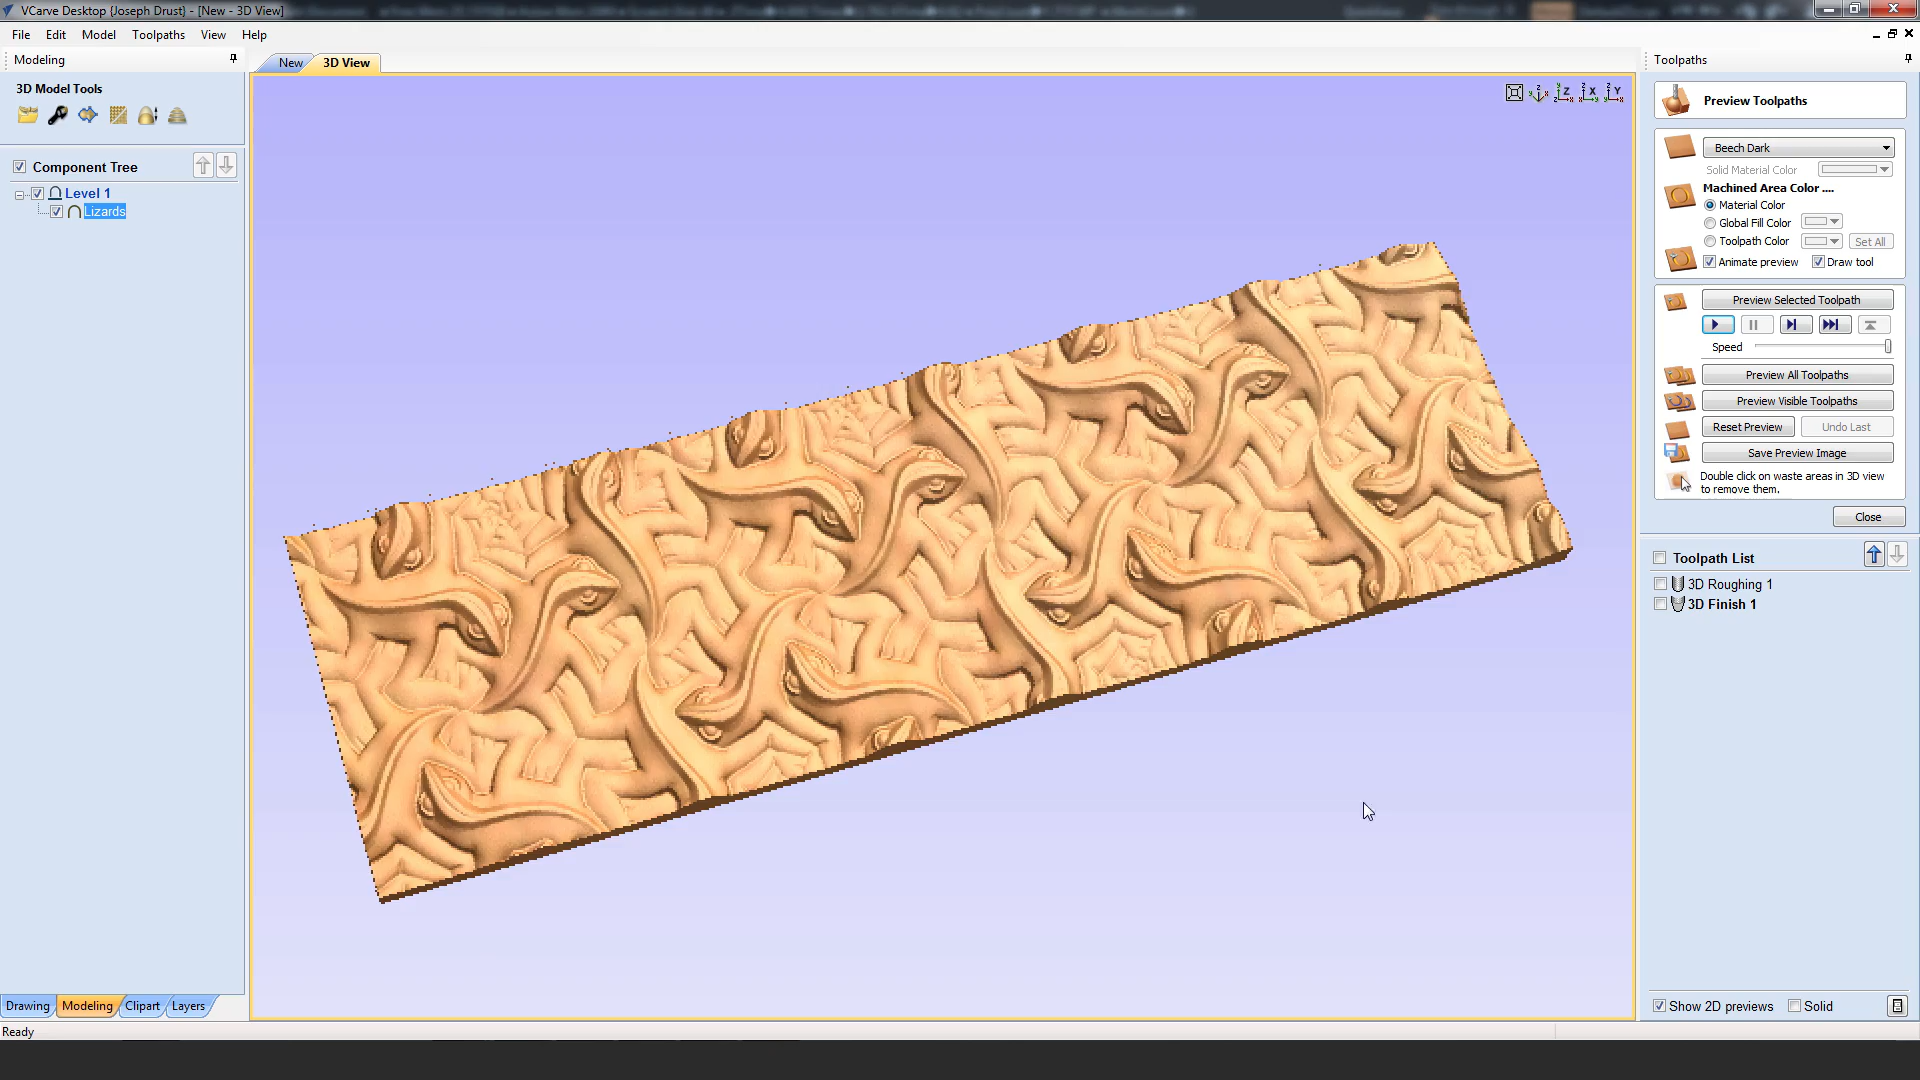 VCarve Desktop {Joseph Drust} - [New - 3D View]
File Edit Model Toolpaths View Help
Modeling
3D Model Tools
Component Tree
Level 1
Lizards
Drawing Modeling Clipart Layers
Ready
New 3D View
Z X Y
Toolpaths
Preview Toolpaths
Beech Dark
Solid Material Color
Machined Area Color ....
Material Color
Global Fill Color
Toolpath Color Set All
Animate preview Draw tool
Preview Selected Toolpath
Speed
Preview All Toolpaths
Preview Visible Toolpaths
Reset Preview Undo Last
Save Preview Image
Double click on waste areas in 3D view
to remove them.
Close
Toolpath List
3D Roughing 1
3D Finish 1
Show 2D previews Solid